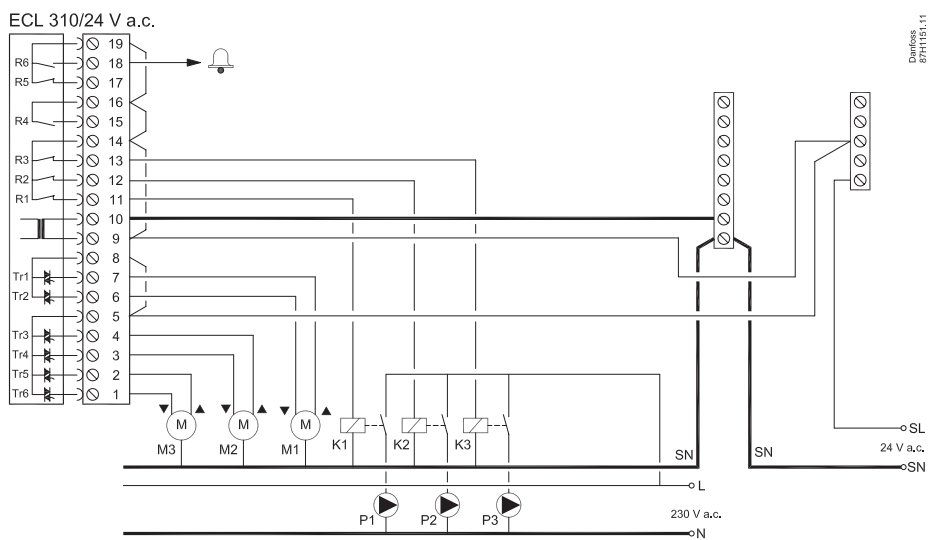 ECL 310/24 V a.c.
Danfoss
87H1151.11
19
R6 18
R5 17
16
R4 15
14
R3 13
R2 12
R1 11
10
9
8
Tr1 7
Tr2 6
5
Tr3 4
Tr4 3
Tr5 2
Tr6 1
M M M
M3 M2 M1 K1 K2 K3
SL
24 V a.c.
SN SN SN
L
P1 P2 P3
230 V a.c.
N